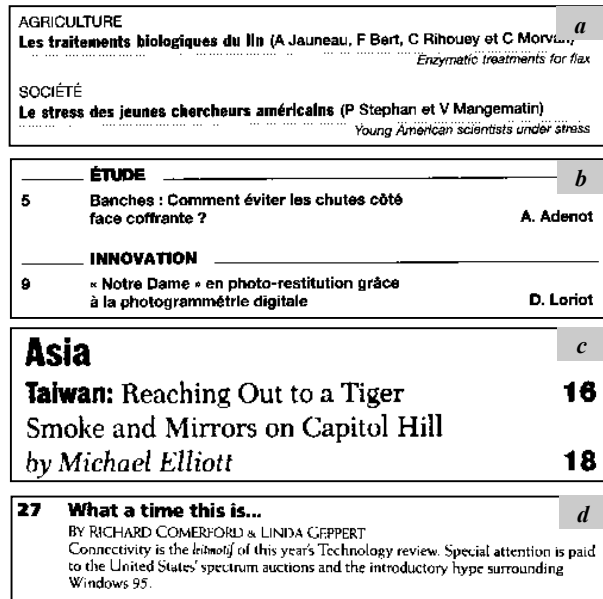 AGRICULTURE
a
Les traitements biologiques du lin (A Jauneau, F Bert, C Rihouey et C Morvan)
Enzymatic treatments for flax
SOCIÉTÉ
Le stress des jeunes chercheurs américains (P Stephan et V Mangematin)
Young American scientists under stress
ÉTUDE
b
5 Banches : Comment éviter les chutes côté
face coffrante ? A. Adenot
INNOVATION
9 « Notre Dame » en photo-restitution grâce
à la photogrammétrie digitale D. Loriot
Asia
c
Taiwan: Reaching Out to a Tiger 16
Smoke and Mirrors on Capitol Hill
by Michael Elliott 18
27 What a time this is...
d
BY RICHARD COMERFORD & LINDA GEPPERT
Connectivity is the leitmotif of this year's Technology review. Special attention is paid
to the United States' spectrum auctions and the introductory hype surrounding
Windows 95.